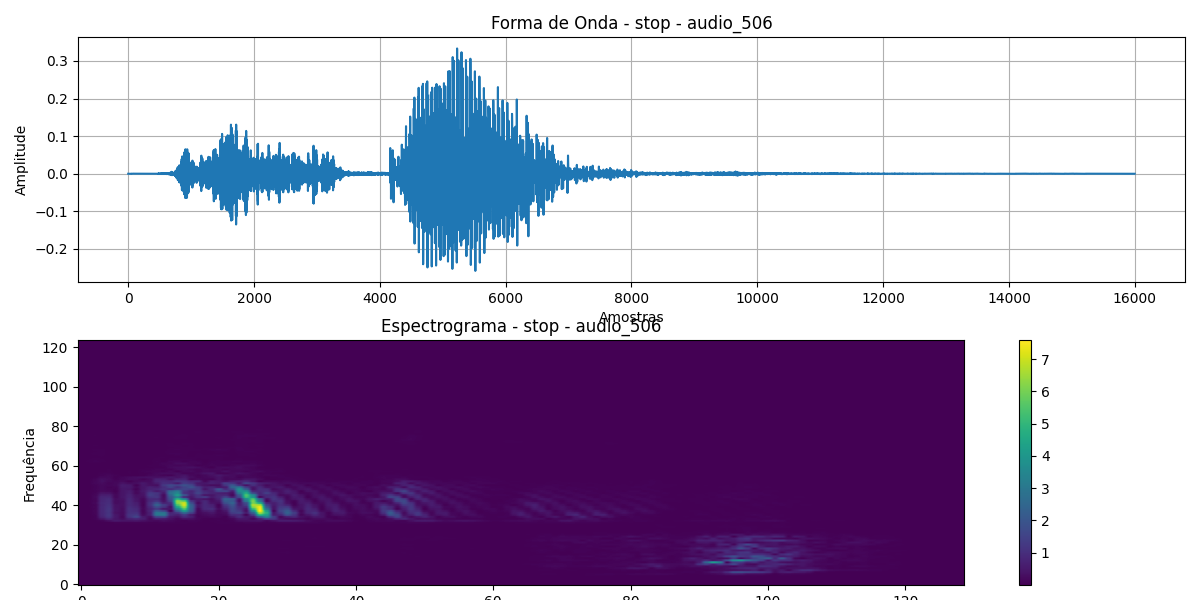 Forma de Onda - stop - audio_506
Amplitude
0.3
0.2
0.1
0.0
−0.1
−0.2
0 2000 4000 6000 8000 10000 12000 14000 16000
Amostras
Espectrograma - stop - audio_506
Frequência
120
100
80
60
40
20
0
0 20 40 60 80 100 120
7
6
5
4
3
2
1